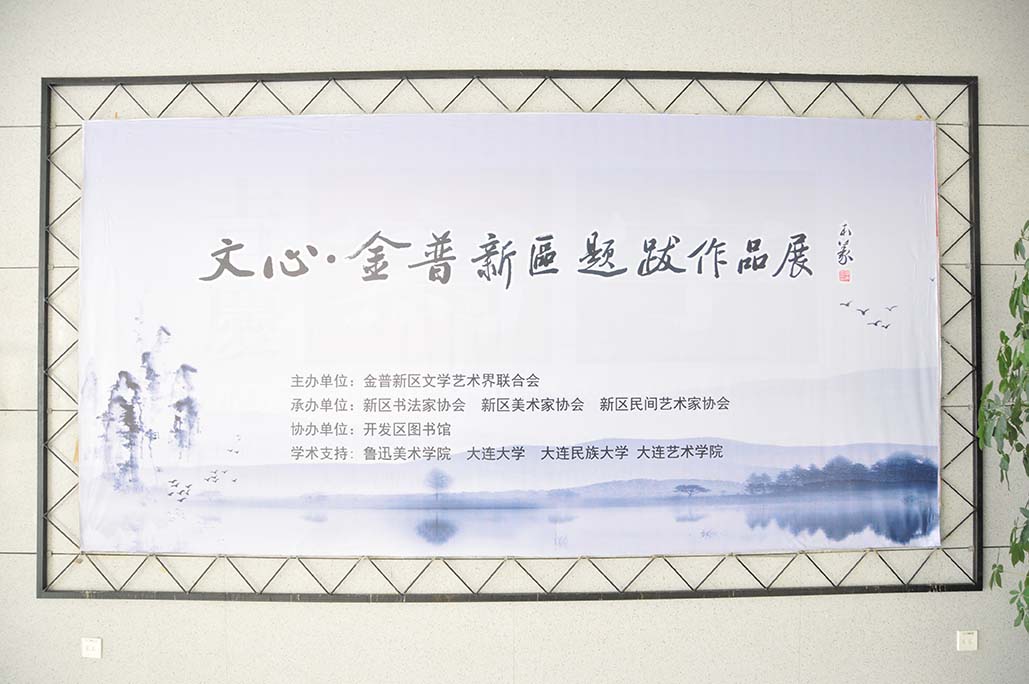 文心·金普新區題跋作品展
主办单位：金普新区文学艺术界联合会
承办单位：新区书法家协会 新区美术家协会 新区民间艺术家协会
协办单位：开发区图书馆
学术支持：鲁迅美术学院 大连大学 大连民族大学 大连艺术学院